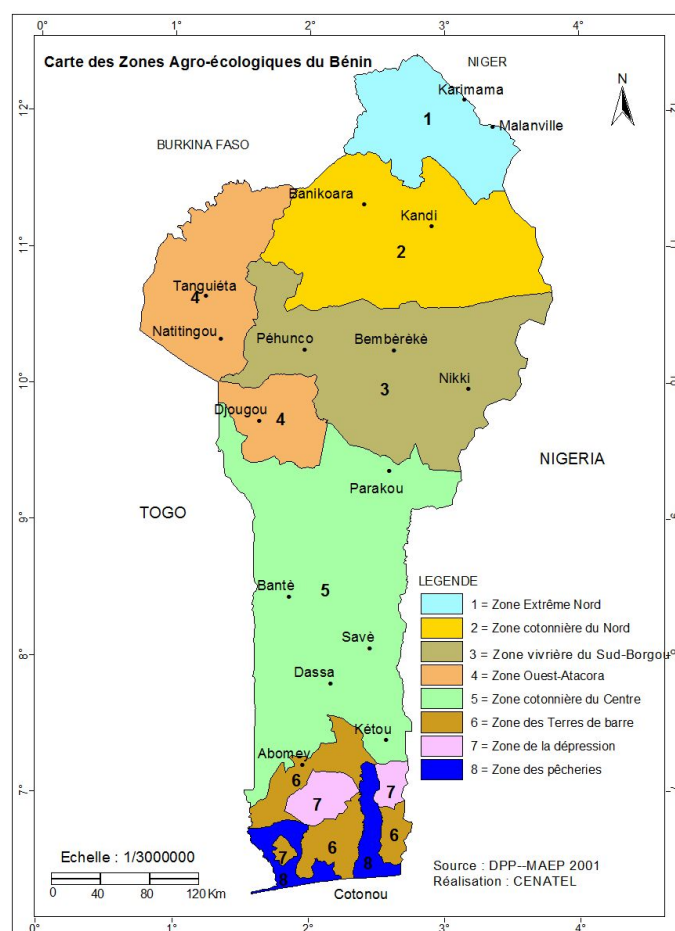 0° 1° 2° 3° 4°
Carte des Zones Agro-écologiques du Bénin
NIGER
N
Karimama
12°
1
Malanville
BURKINA FASO
Banikoara
Kandi
11°
2
Tanguiéta
4
Natitingou
Péhunco
Bembèrèkè
10°
3
Nikki
Djougou
4
NIGERIA
Parakou
TOGO
9°
LEGENDE
Bantè
5
1 = Zone Extrême Nord
2 = Zone cotonnière du Nord
Savè
3 = Zone vivrière du Sud-Borgou
8°
Dassa
4 = Zone Ouest-Atacora
5 = Zone cotonnière du Centre
Kétou
6 = Zone des Terres de barre
Abomey
7 = Zone de la dépression
6
8 = Zone des pêcheries
7°
7
7
6
6
7
8
8
Echelle : 1/3000000
20 0 20 40 80 120 Km
Cotonou
Source : DPP--MAEP 2001
Réalisation : CENATEL
0° 1° 2° 3° 4°